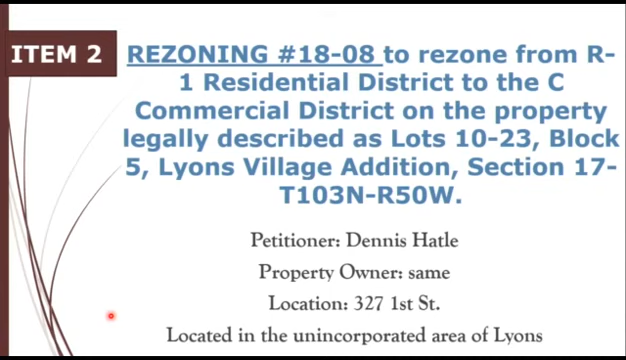 ITEM 2
REZONING #18-08 to rezone from R-
1 Residential District to the C
Commercial District on the property
legally described as Lots 10-23, Block
5, Lyons Village Addition, Section 17-
T103N-R50W.
Petitioner: Dennis Hatle
Property Owner: same
Location: 327 1st St.
Located in the unincorporated area of Lyons